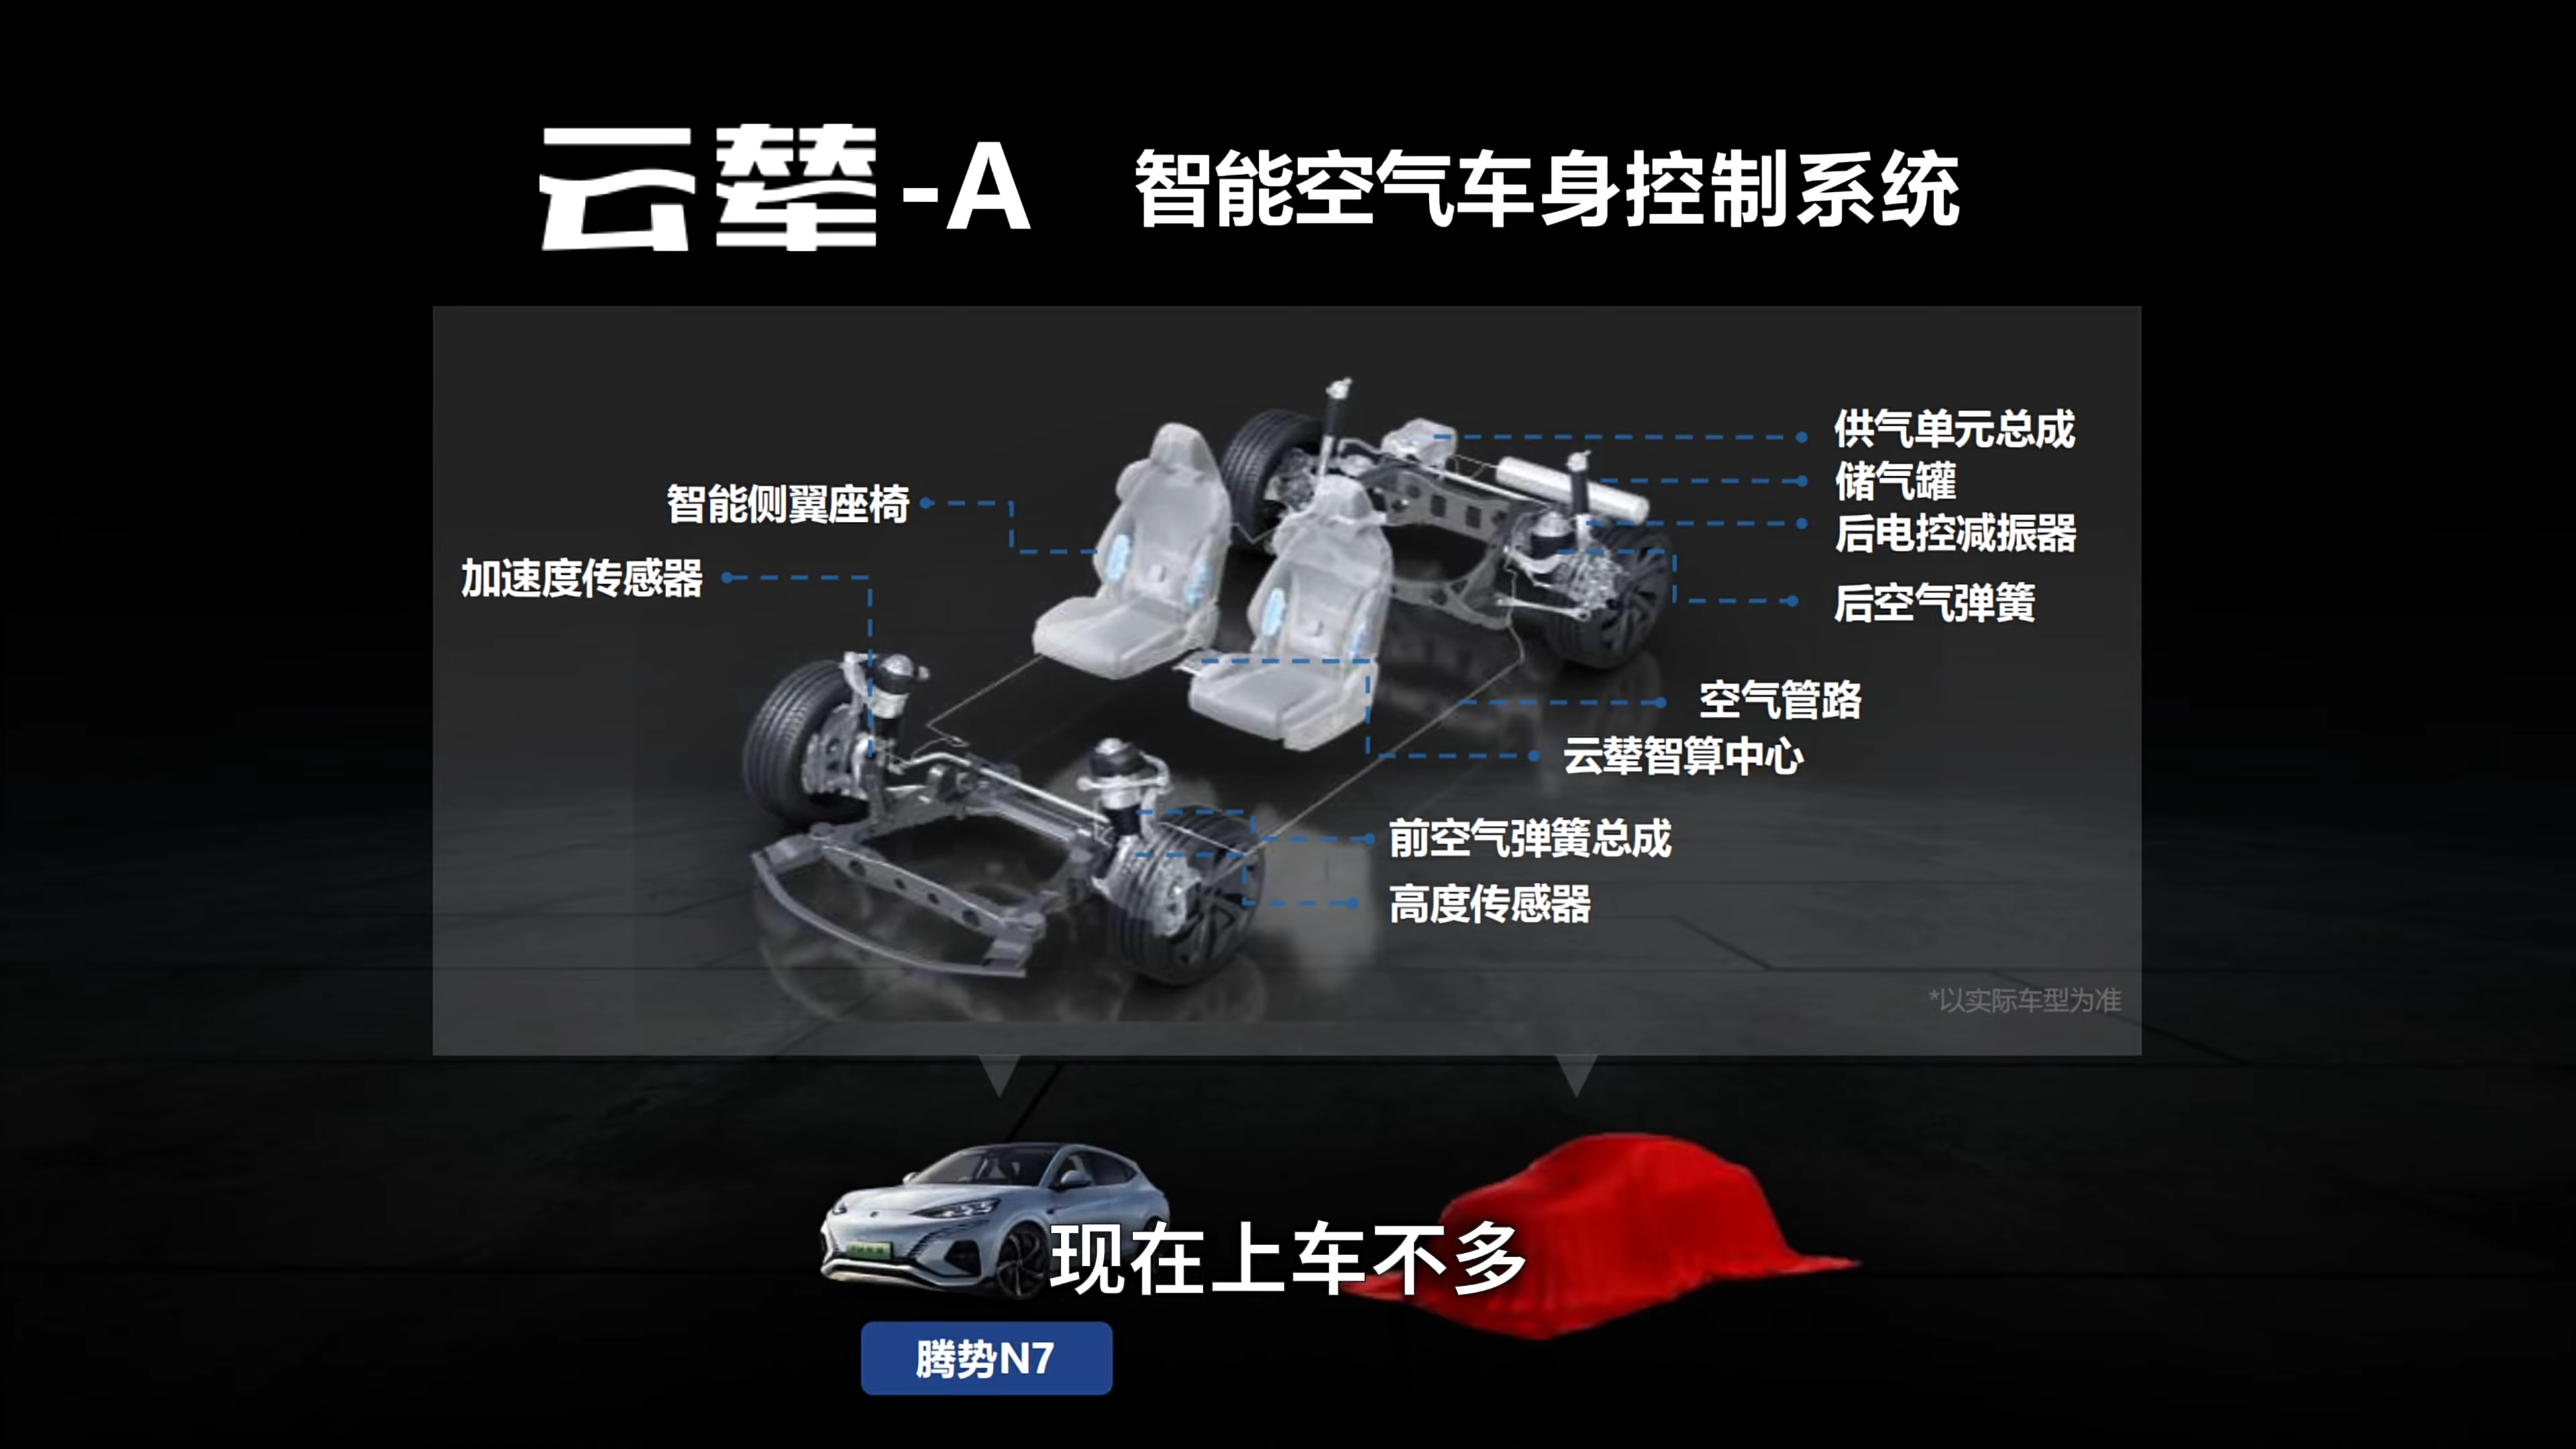 云辇-A 智能空气车身控制系统
供气单元总成
储气罐
智能侧翼座椅
后电控减振器
加速度传感器
后空气弹簧
空气管路
云辇智算中心
前空气弹簧总成
高度传感器
*以实际车型为准
现在上车不多
腾势N7